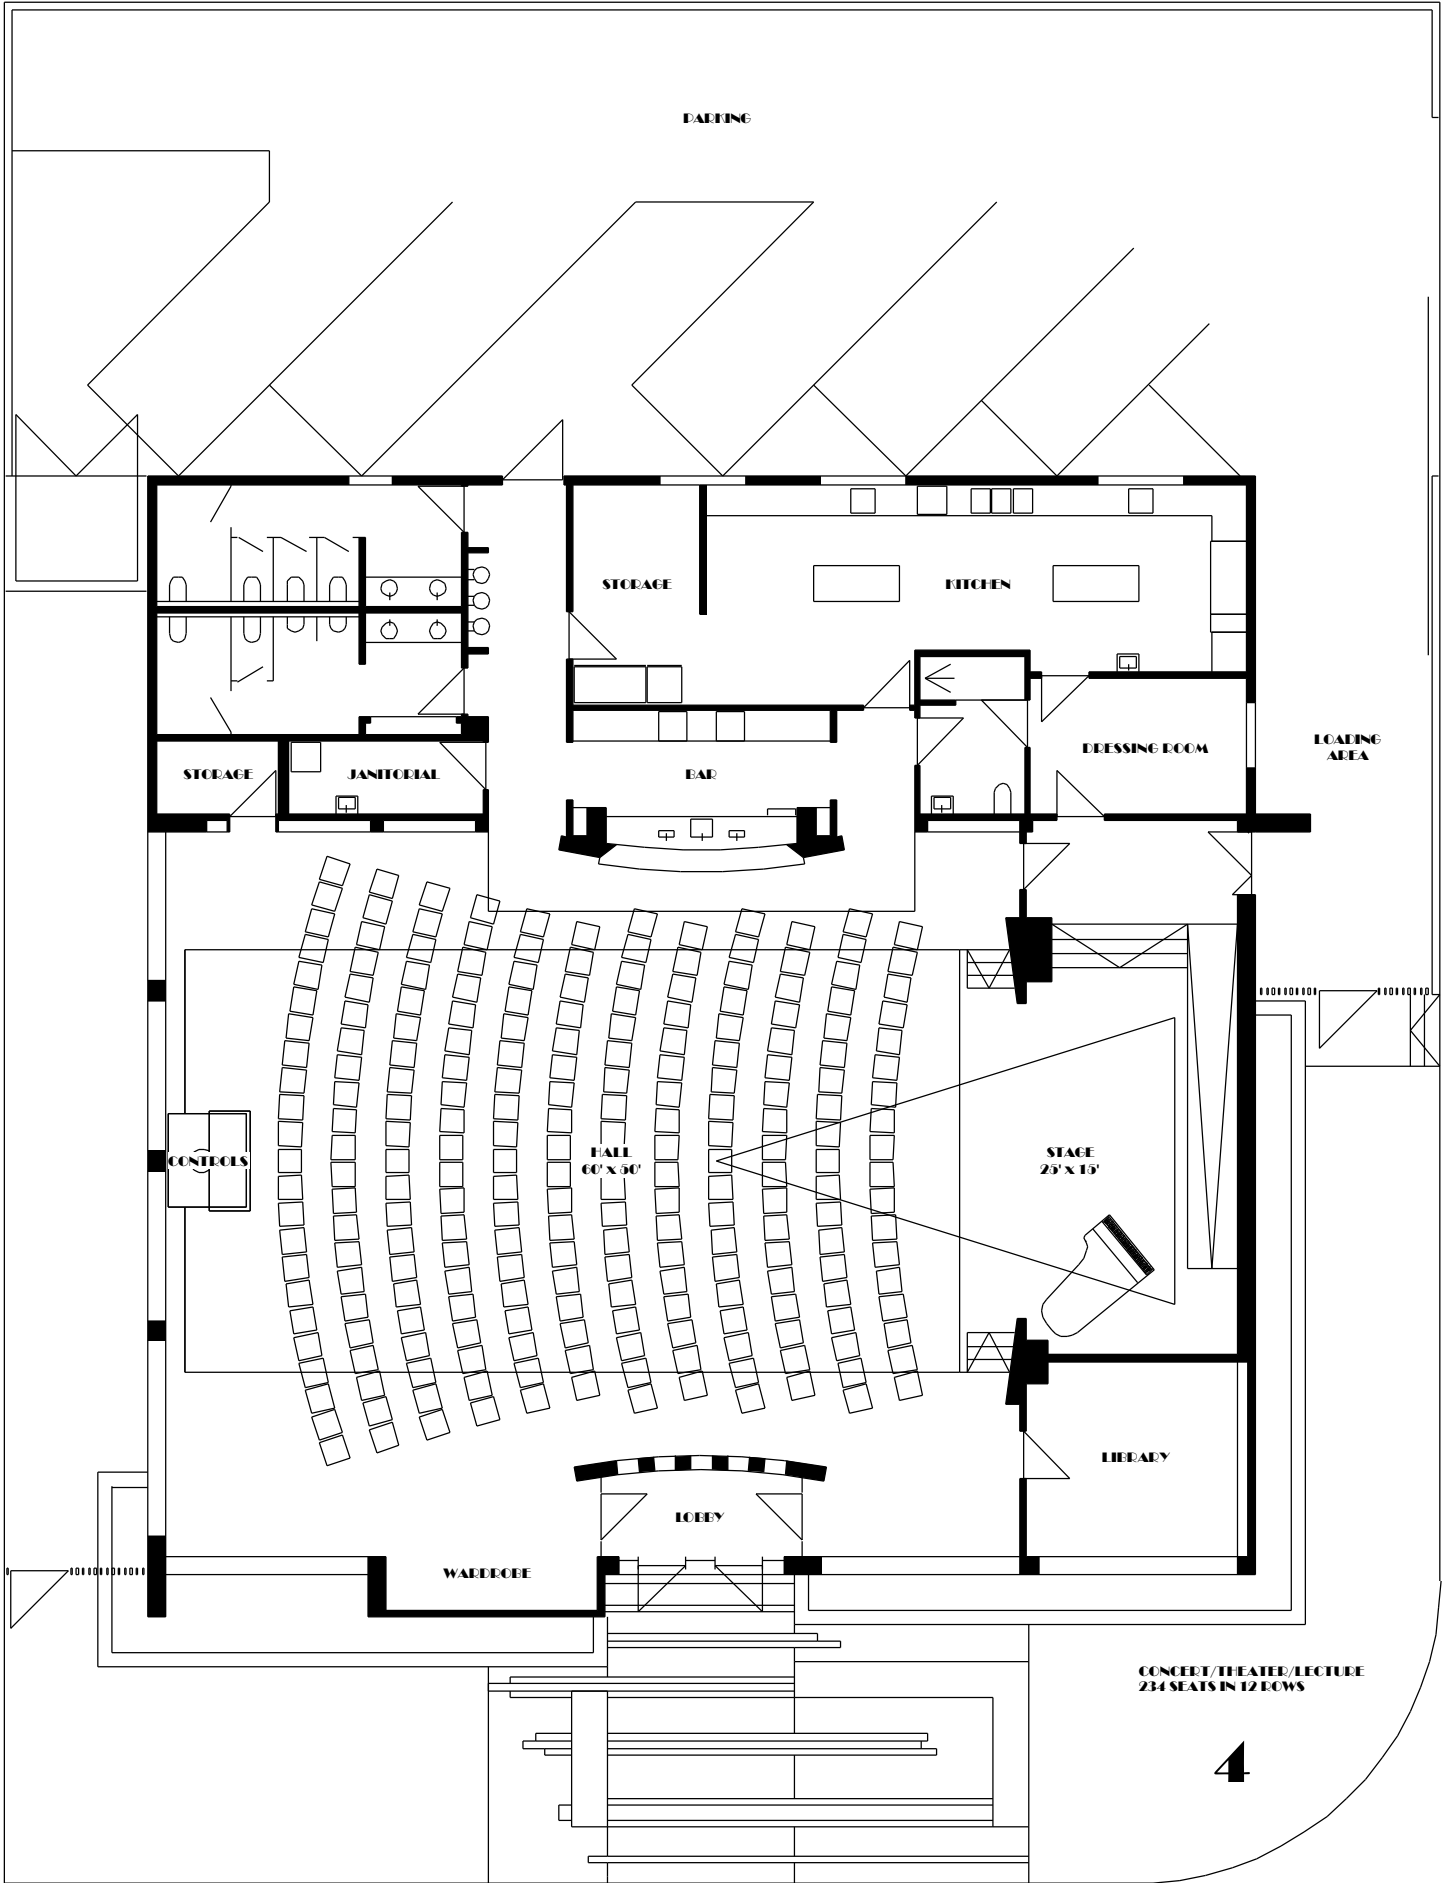 PARKING
STORAGE
KITCHEN
DRESSING ROOM
LOADING
AREA
STORAGE
JANITORIAL
BAR
CONTROLS
HALL
60' x 50'
STAGE
25' x 15'
LIBRARY
LOBBY
WARDROBE
CONCERT/THEATER/LECTURE
234 SEATS IN 12 ROWS
4